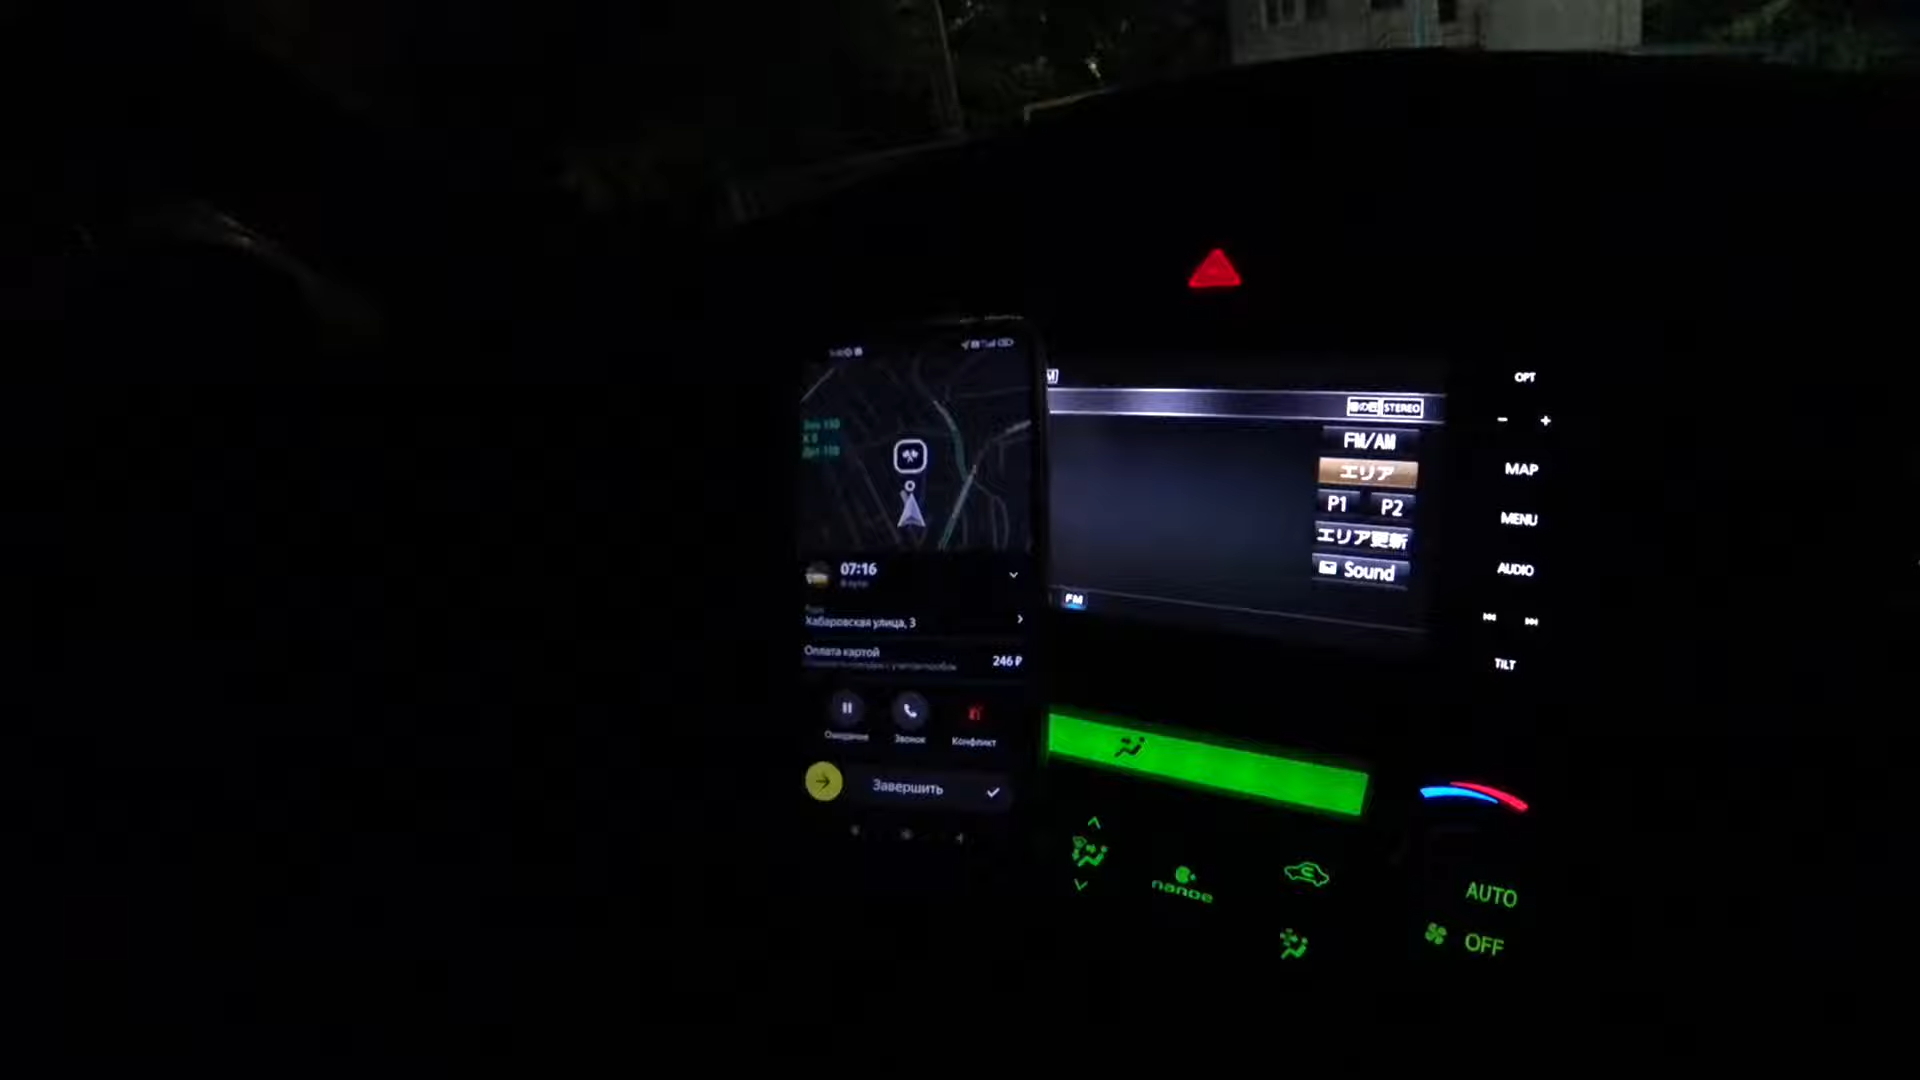 07:16
Хабаровская улица, 3
Оплата картой
246 ₽
Ожидание
Звонок
Конфликт
Завершить
STEREO
FM/AM
エリア
P1 P2
エリア更新
Sound
FM
OPT
- +
MAP
MENU
AUDIO
TILT
nanoe
AUTO
OFF